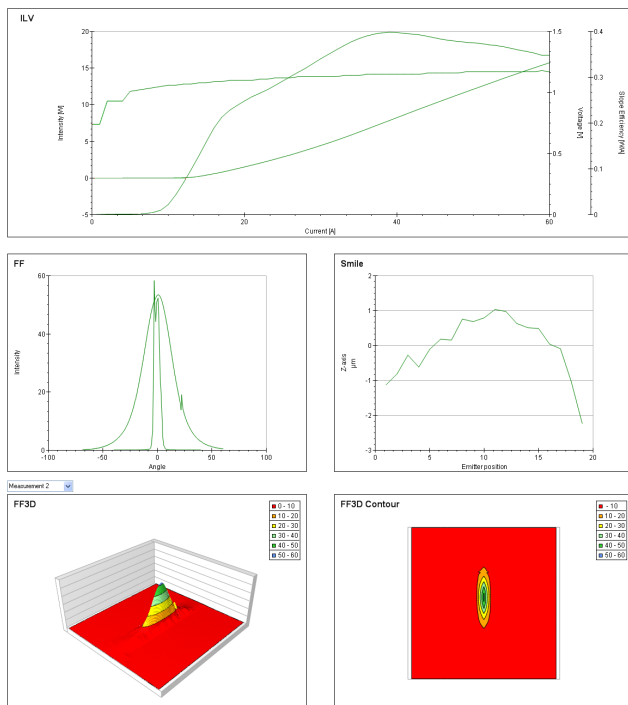 ILV
20
15
10
5
0
-5
Intensity [W]
0
20
40
60
Current [A]
1.5
1
0.5
0
Voltage [V]
0.4
0.3
0.2
0.1
0
Slope Efficiency [mW/A]
FF
60
40
20
0
Intensity
-100
-50
0
50
100
Angle
Smile
2
1
0
-1
-2
-3
Z-axis
µm
0
5
10
15
20
Emitter position
Measurement 2
FF3D
0 - 10
10 - 20
20 - 30
30 - 40
40 - 50
50 - 60
FF3D Contour
- 10
10 - 20
20 - 30
30 - 40
40 - 50
50 - 60